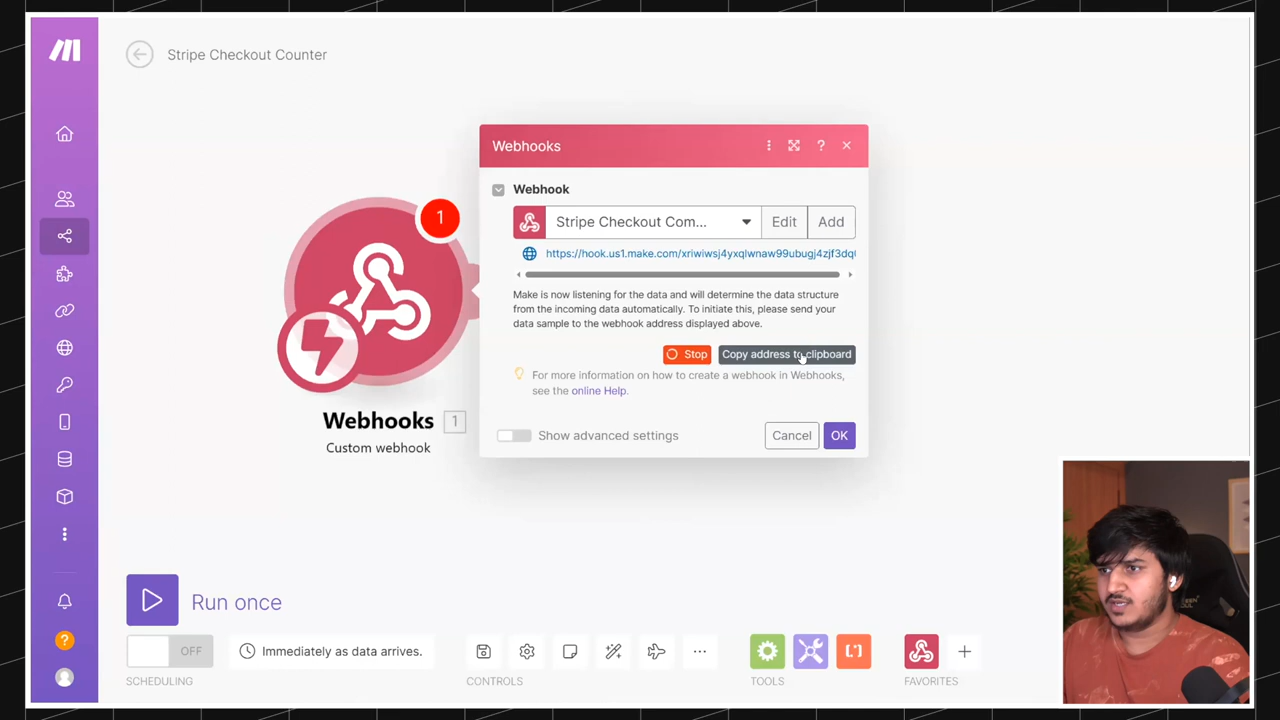 Stripe Checkout Counter
Webhooks
?
Webhook
Stripe Checkout Com...
Edit
Add
https://hook.us1.make.com/xriwiwsj4yxqlwnaw99ubugj4zjf3dq
Make is now listening for the data and will determine the data structure
from the incoming data automatically. To initiate this, please send your
data sample to the webhook address displayed above.
Stop
Copy address to clipboard
For more information on how to create a webhook in Webhooks,
see the online Help.
Show advanced settings
Cancel
OK
1
Webhooks
1
Custom webhook
Run once
OFF
Immediately as data arrives.
SCHEDULING
CONTROLS
TOOLS
FAVORITES
?